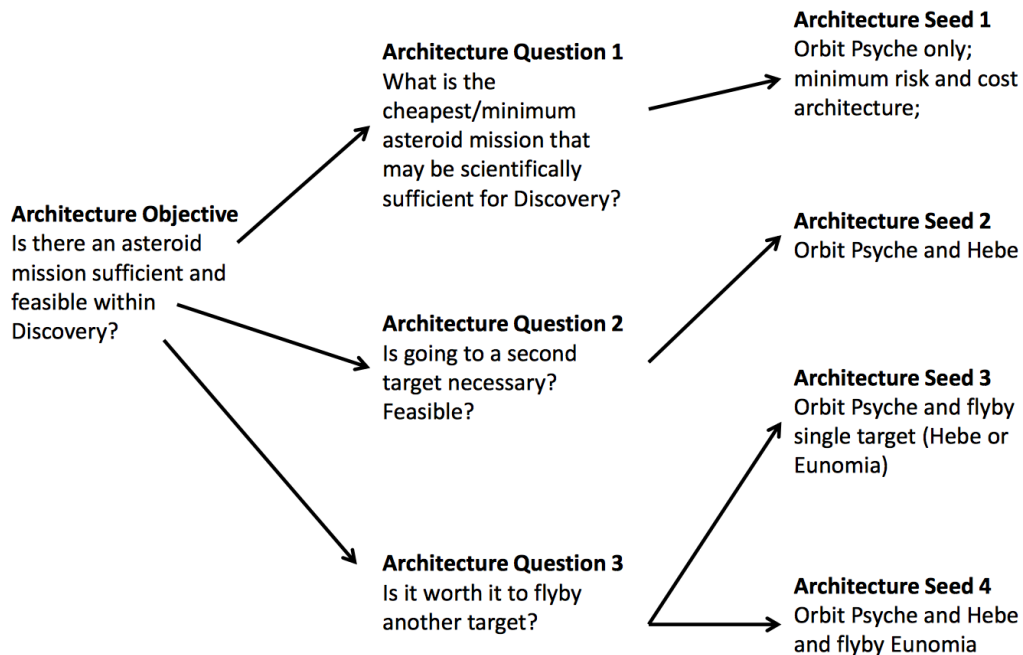 Architecture Objective
Is there an asteroid
mission sufficient and
feasible within
Discovery?
Architecture Question 1
What is the
cheapest/minimum
asteroid mission that
may be scientifically
sufficient for Discovery?
Architecture Question 2
Is going to a second
target necessary?
Feasible?
Architecture Question 3
Is it worth it to flyby
another target?
Architecture Seed 1
Orbit Psyche only;
minimum risk and cost
architecture;
Architecture Seed 2
Orbit Psyche and Hebe
Architecture Seed 3
Orbit Psyche and flyby
single target (Hebe or
Eunomia)
Architecture Seed 4
Orbit Psyche and Hebe
and flyby Eunomia